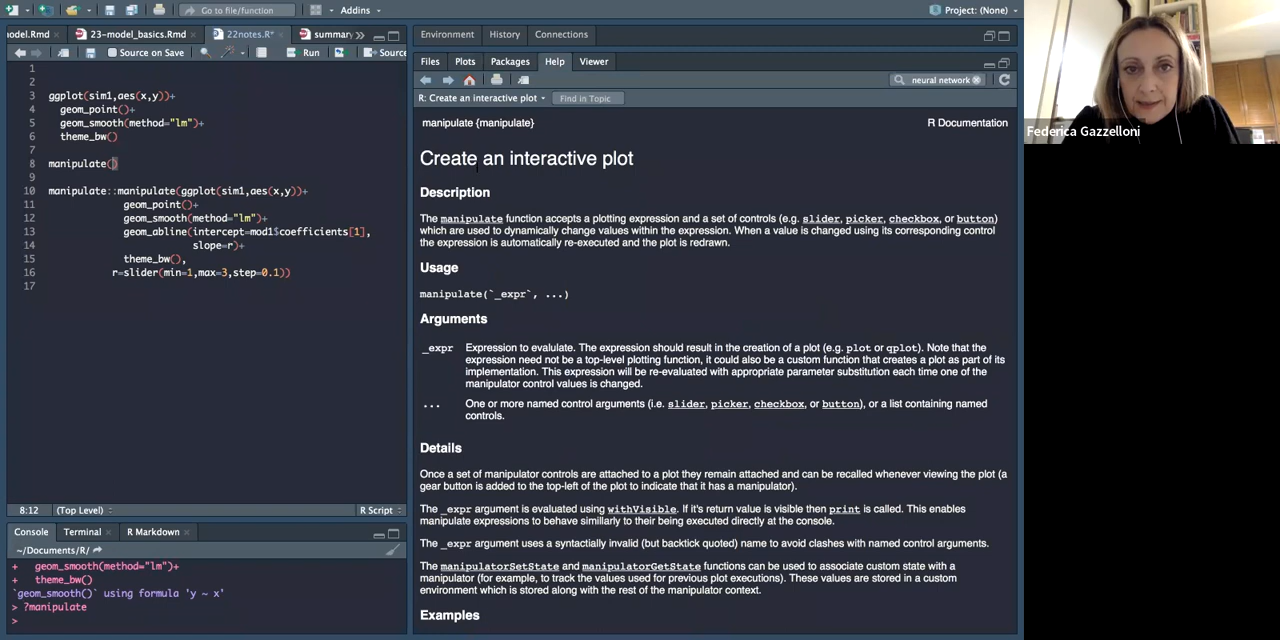 Go to file/function
Addins
Project: (None)
odel.Rmd
23-model_basics.Rmd
22notes.R*
summary
Source on Save
Run
Source
1
2
3 ggplot(sim1,aes(x,y))+
4 geom_point()+
5 geom_smooth(method="lm")+
6 theme_bw()
7
8 manipulate()
9
10 manipulate::manipulate(ggplot(sim1,aes(x,y))+
11 geom_point()+
12 geom_smooth(method="lm")+
13 geom_abline(intercept=mod1$coefficients[1],
14 slope=r)+
15 theme_bw(),
16 r=slider(min=1,max=3,step=0.1))
17
8:12 (Top Level) R Script
Console Terminal R Markdown
~/Documents/R/
+ geom_smooth(method="lm")+
+ theme_bw()
`geom_smooth()` using formula 'y ~ x'
> ?manipulate
>
Environment History Connections
Files Plots Packages Help Viewer
neural network
R: Create an interactive plot Find in Topic
manipulate {manipulate} R Documentation
Create an interactive plot
Description
The manipulate function accepts a plotting expression and a set of controls (e.g. slider, picker, checkbox, or button)
which are used to dynamically change values within the expression. When a value is changed using its corresponding control
the expression is automatically re-executed and the plot is redrawn.
Usage
manipulate(`_expr`, ...)
Arguments
_expr Expression to evaluate. The expression should result in the creation of a plot (e.g. plot or qplot). Note that the
expression need not be a top-level plotting function, it could also be a custom function that creates a plot as part of its
implementation. This expression will be re-evaluated with appropriate parameter substitution each time one of the
manipulator control values is changed.
... One or more named control arguments (i.e. slider, picker, checkbox, or button), or a list containing named
controls.
Details
Once a set of manipulator controls are attached to a plot they remain attached and can be recalled whenever viewing the plot (a
gear button is added to the top-left of the plot to indicate that it has a manipulator).
The _expr argument is evaluated using withVisible. If it's return value is visible then print is called. This enables
manipulate expressions to behave simillarly to their being executed directly at the console.
The _expr argument uses a syntactially invalid (but backtick quoted) name to avoid clashes with named control arguments.
The manipulatorSetState and manipulatorGetState functions can be used to associate custom state with a
manipulator (for example, to track the values used for previous plot executions). These values are stored in a custom
environment which is stored along with the rest of the manipulator context.
Examples
Federica Gazzelloni